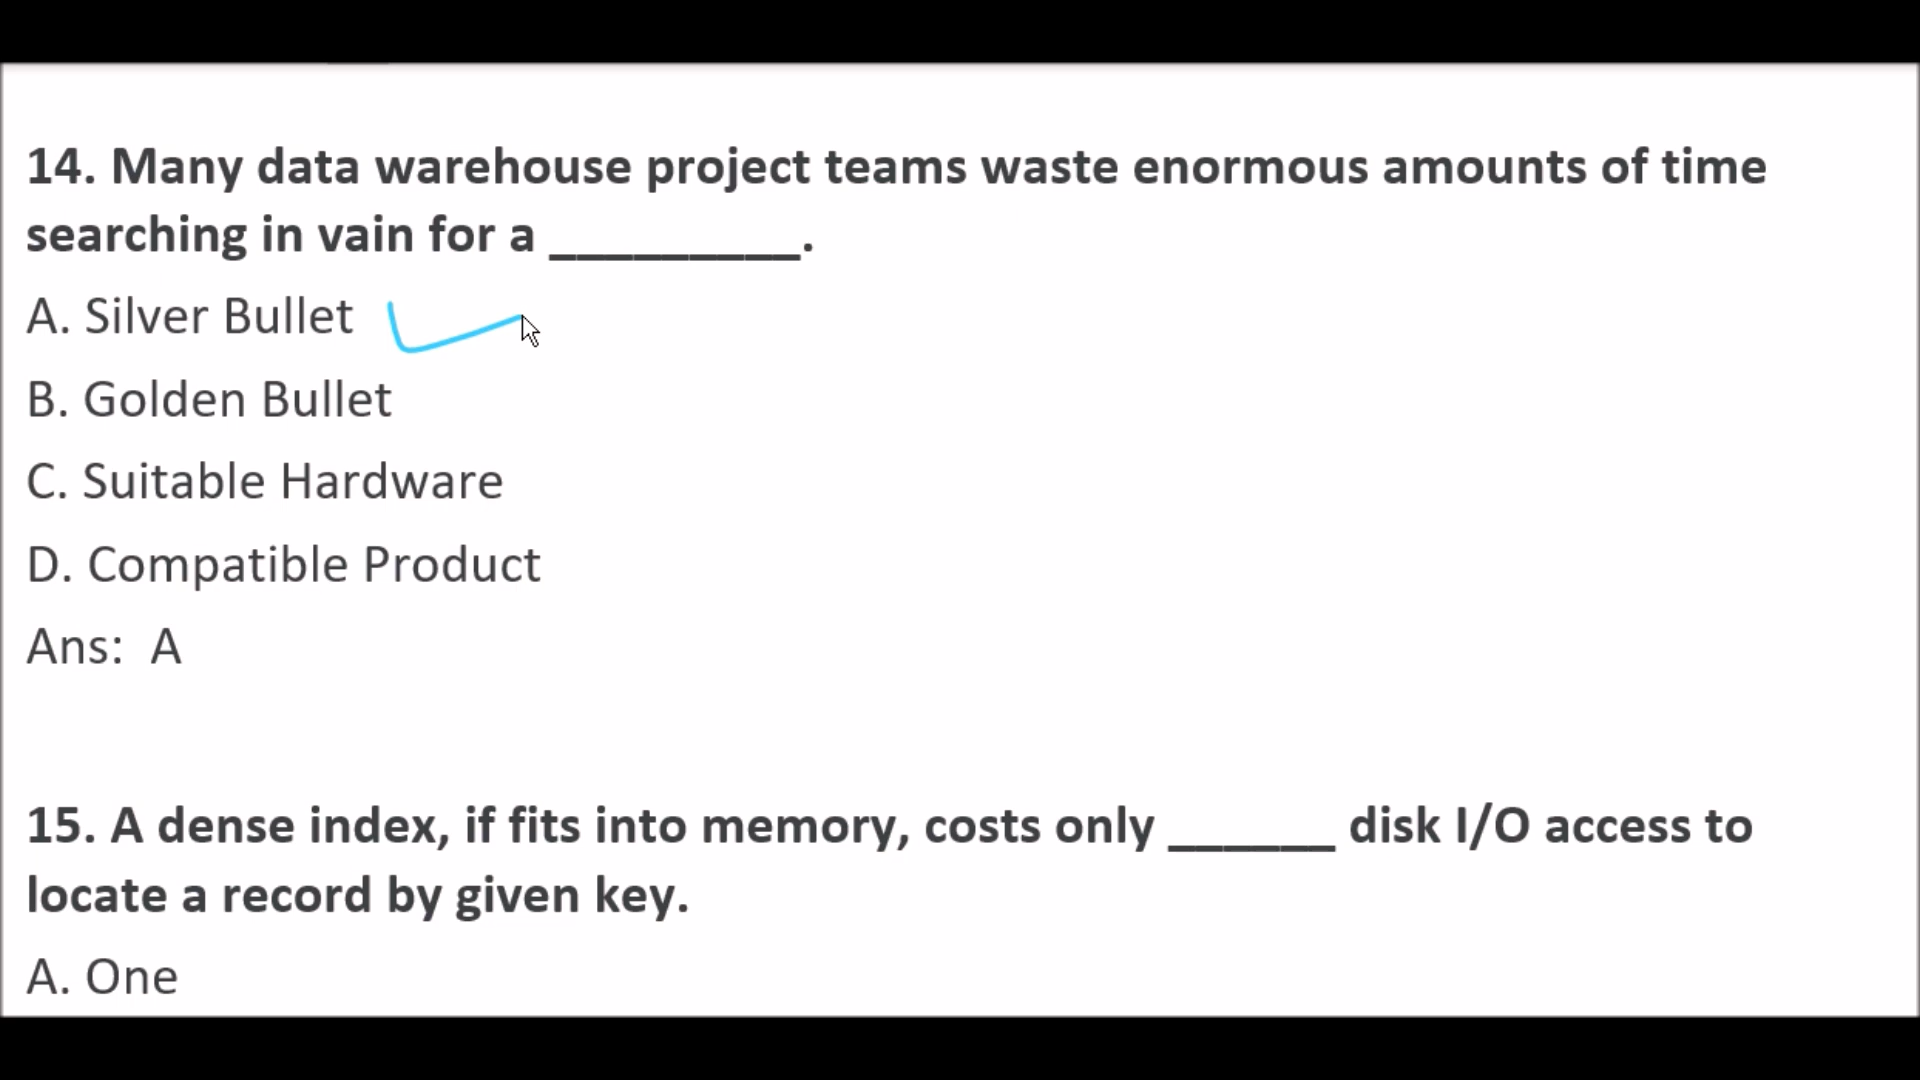 14. Many data warehouse project teams waste enormous amounts of time
searching in vain for a _________.
A. Silver Bullet
B. Golden Bullet
C. Suitable Hardware
D. Compatible Product
Ans:  A
15. A dense index, if fits into memory, costs only ______ disk I/O access to
locate a record by given key.
A. One